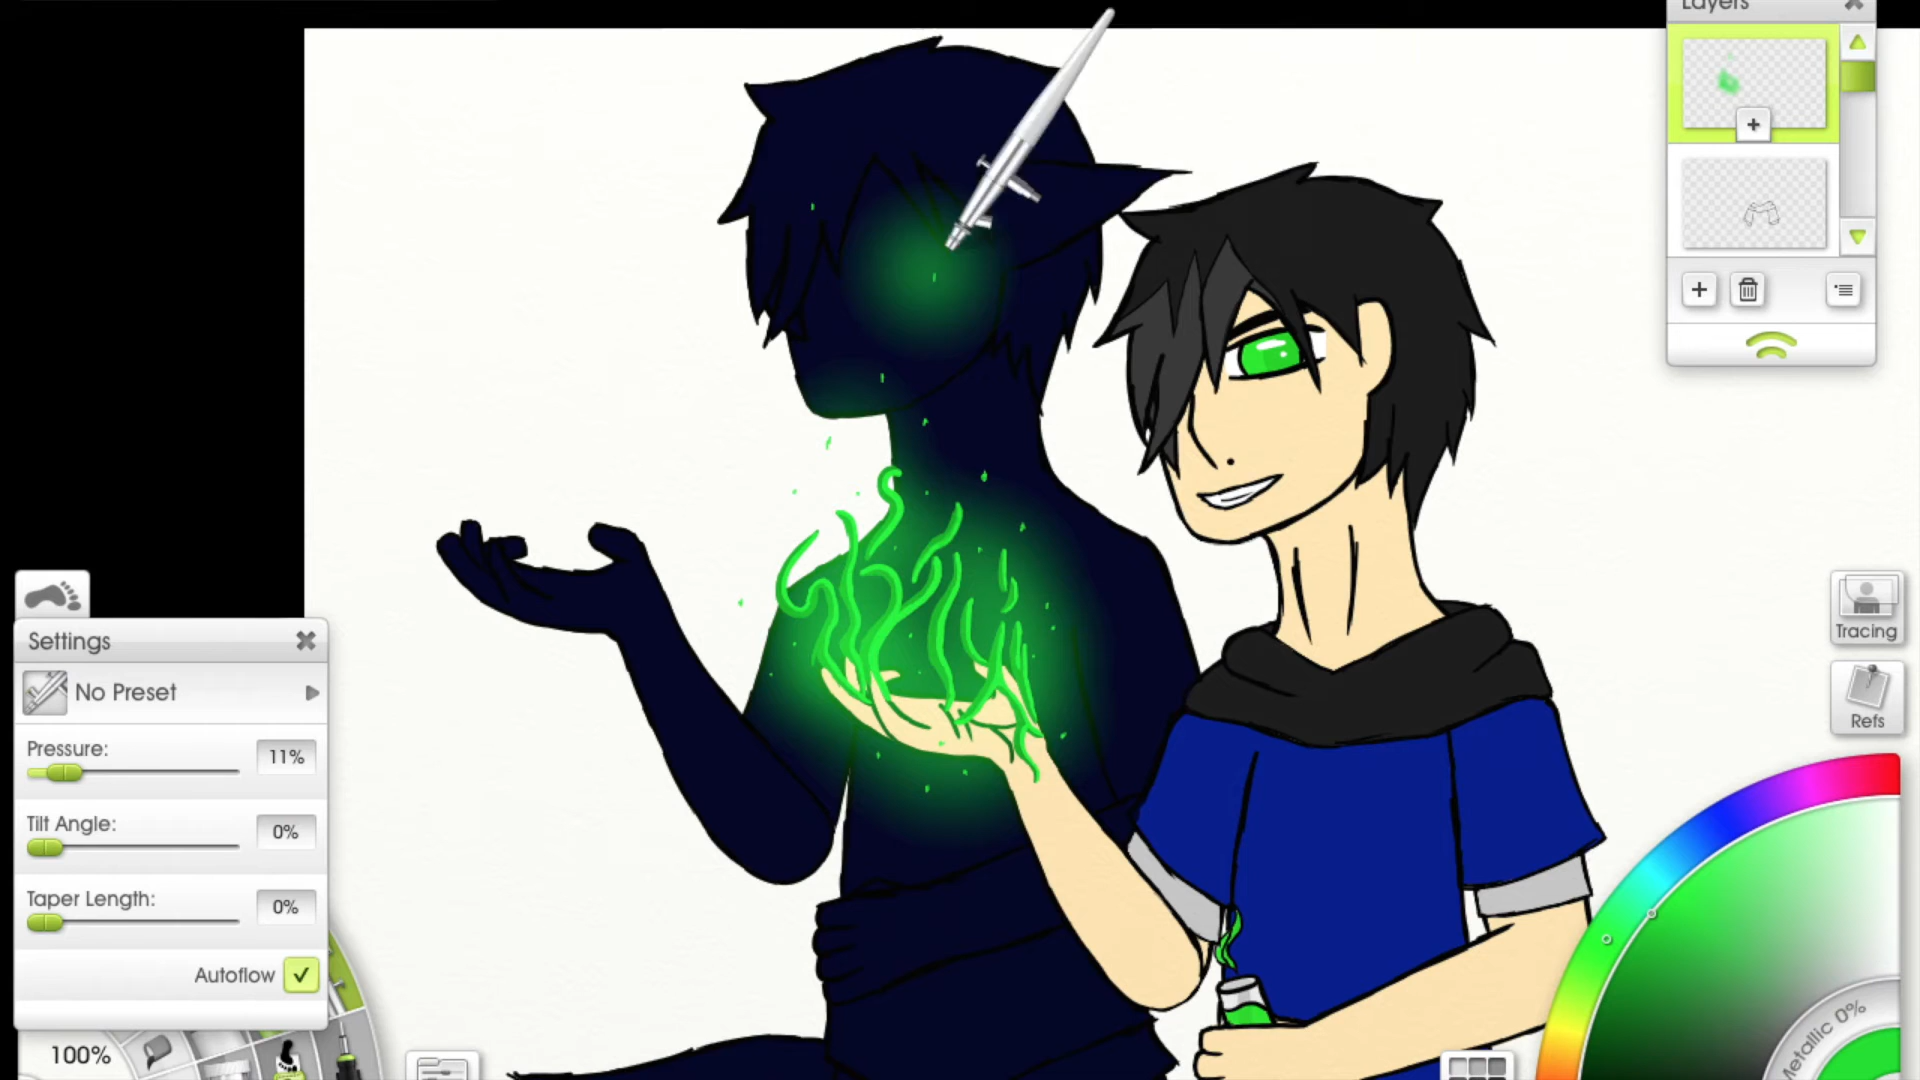 Layers
Settings
No Preset
Pressure:
11%
Tilt Angle:
0%
Taper Length:
0%
Autoflow
100%
Tracing
Refs
Metallic 0%